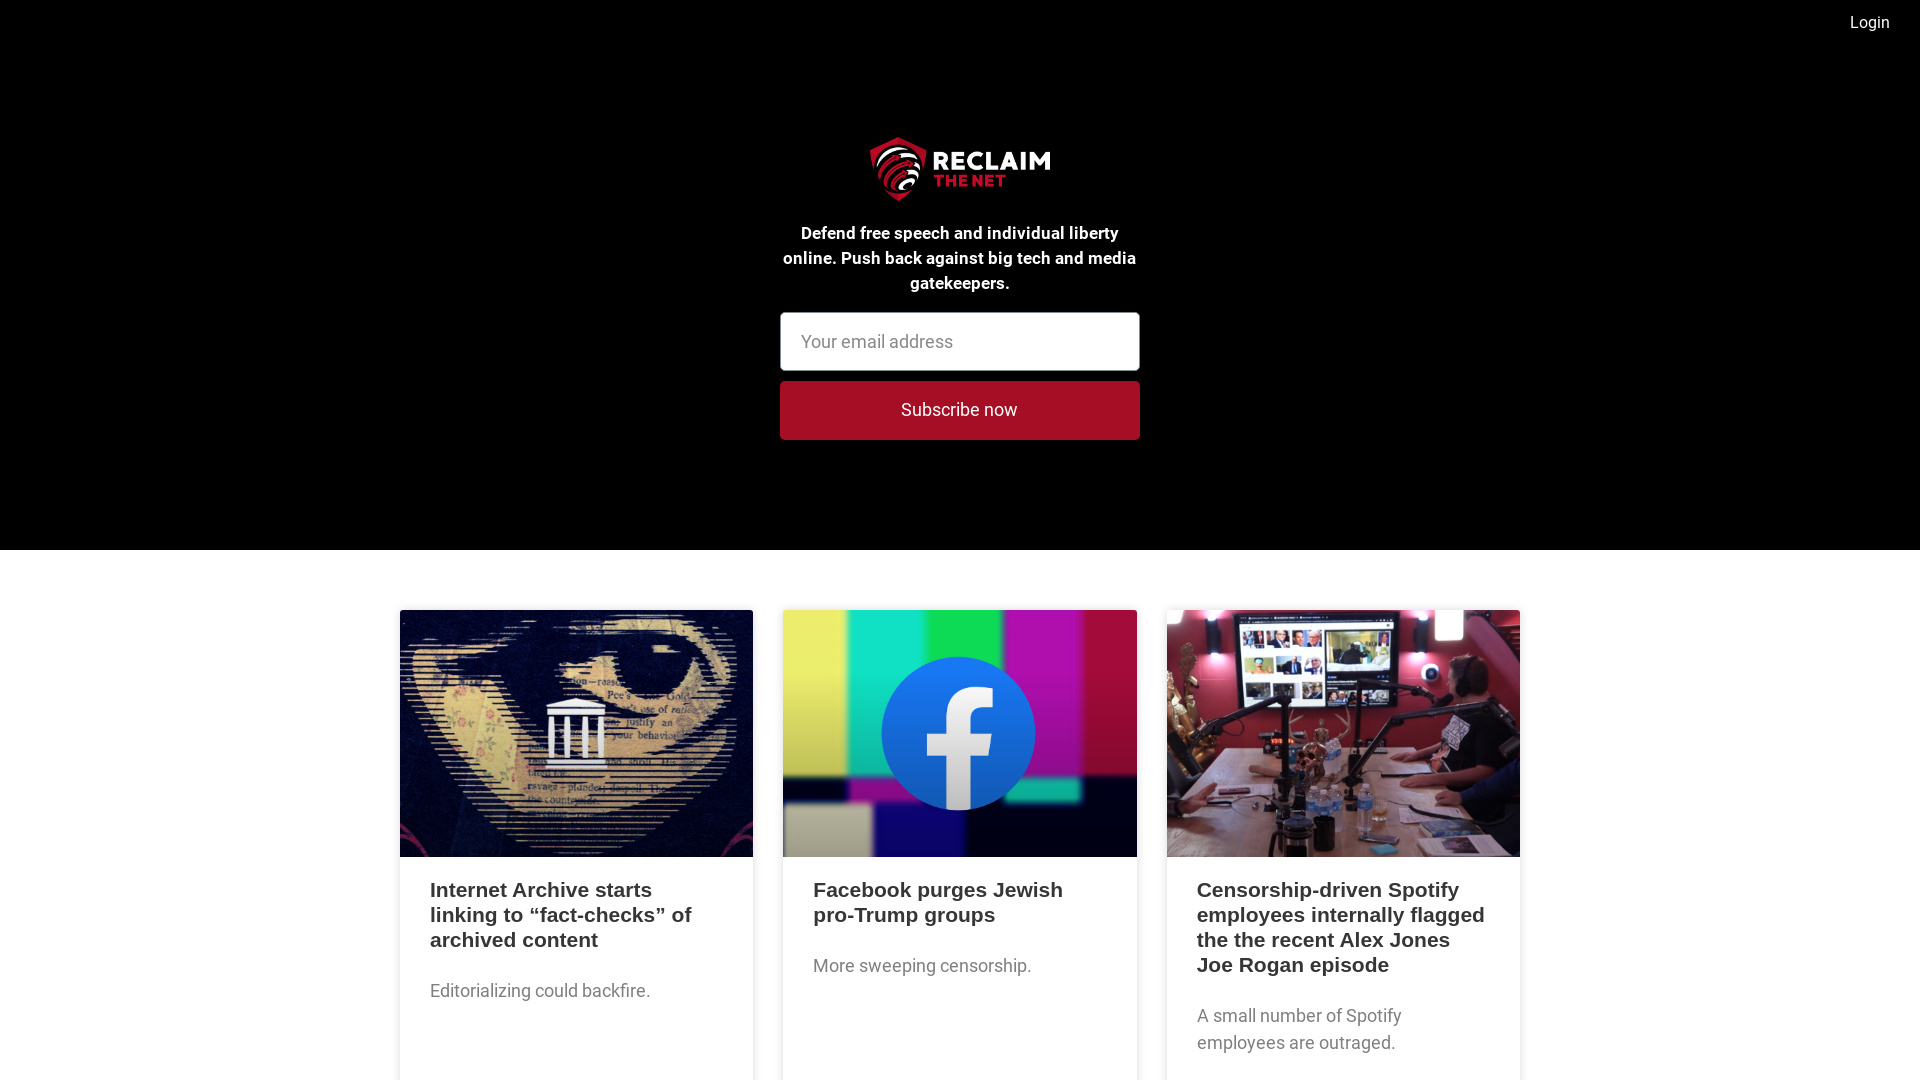 Login
RECLAIM
THE NET
Defend free speech and individual liberty
online. Push back against big tech and media
gatekeepers.
Your email address
Subscribe now
Internet Archive starts
linking to “fact-checks” of
archived content
Editorializing could backfire.
Facebook purges Jewish
pro-Trump groups
More sweeping censorship.
Censorship-driven Spotify
employees internally flagged
the the recent Alex Jones
Joe Rogan episode
A small number of Spotify
employees are outraged.